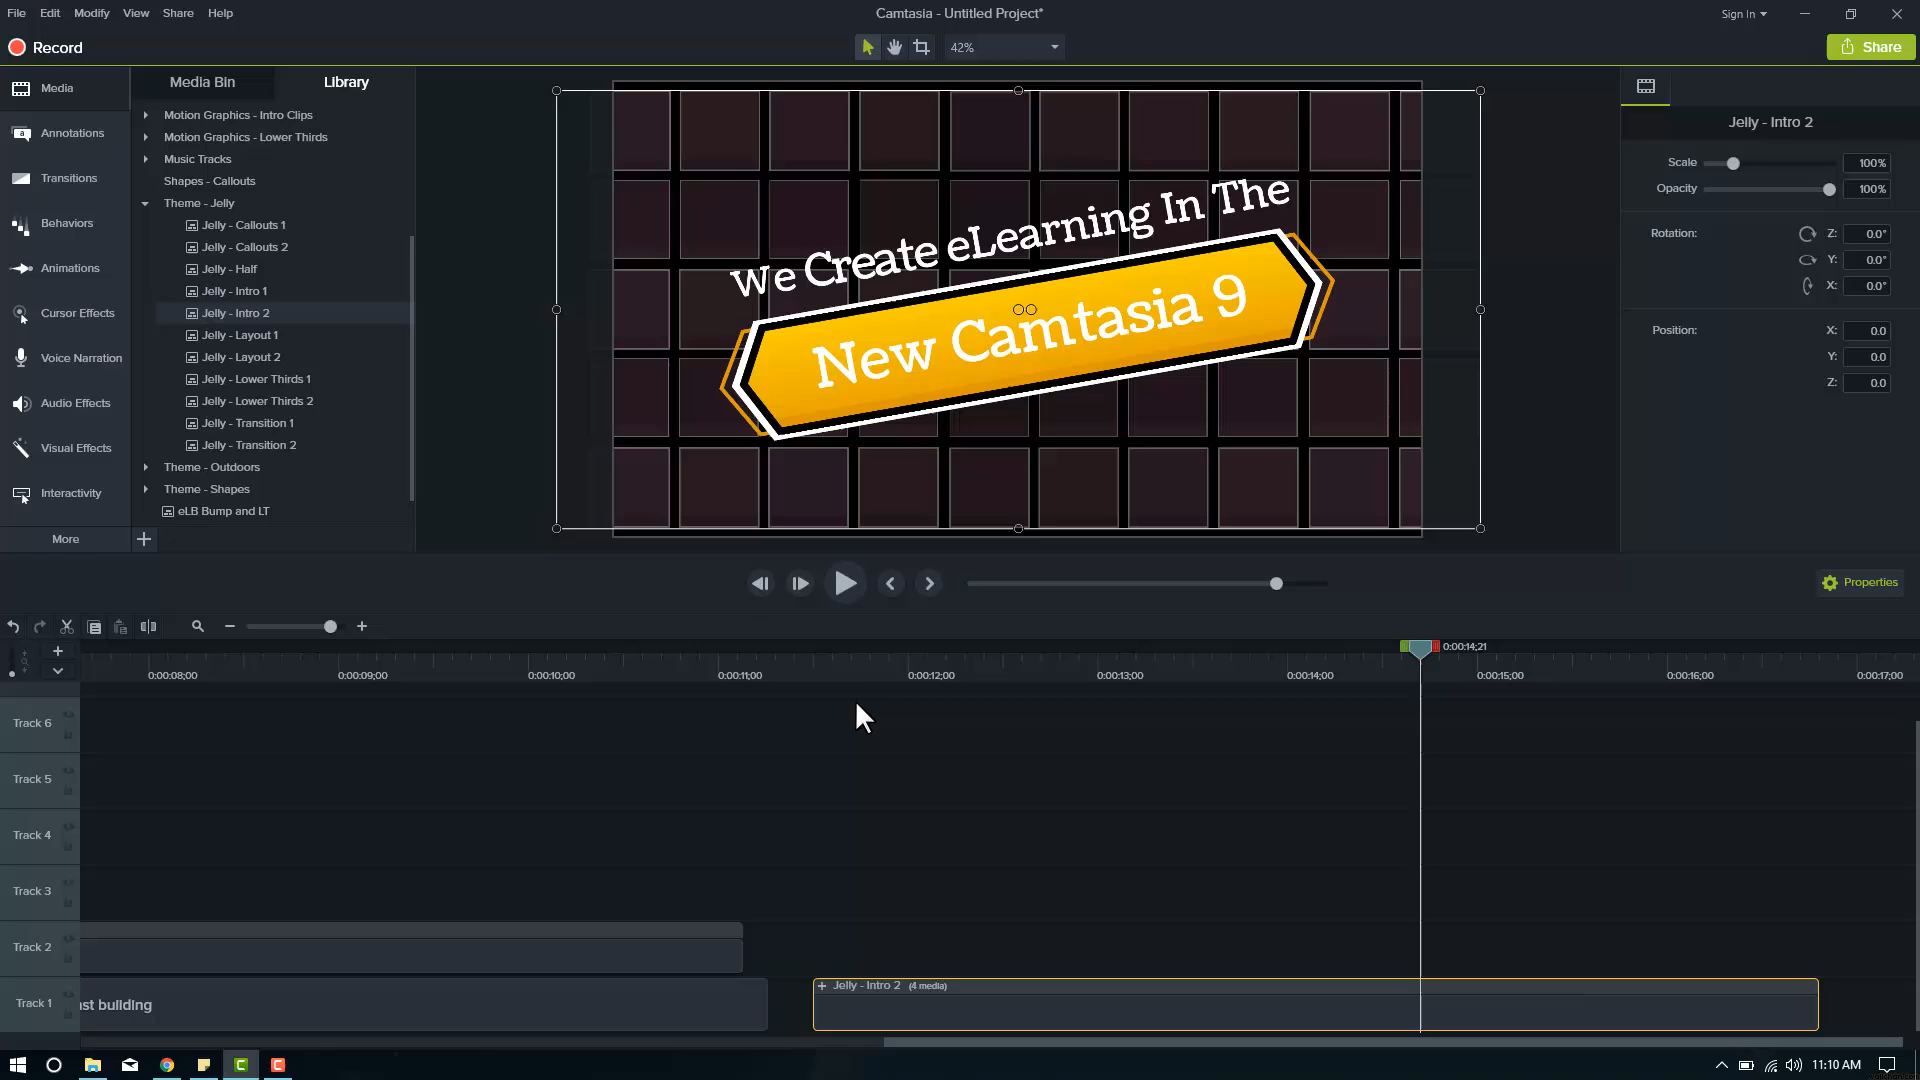 File Edit Modify View Share Help
Camtasia - Untitled Project*
Sign In
Record
42%
Share
Media
Annotations
Transitions
Behaviors
Animations
Cursor Effects
Voice Narration
Audio Effects
Visual Effects
Interactivity
More
Media Bin
Library
Motion Graphics - Intro Clips
Motion Graphics - Lower Thirds
Music Tracks
Shapes - Callouts
Theme - Jelly
Jelly - Callouts 1
Jelly - Callouts 2
Jelly - Half
Jelly - Intro 1
Jelly - Intro 2
Jelly - Layout 1
Jelly - Layout 2
Jelly - Lower Thirds 1
Jelly - Lower Thirds 2
Jelly - Transition 1
Jelly - Transition 2
Theme - Outdoors
Theme - Shapes
eLB Bump and LT
We Create eLearning In The
New Camtasia 9
Jelly - Intro 2
Scale 100%
Opacity 100%
Rotation: Z: 0.0°
Y: 0.0°
X: 0.0°
Position: X: 0.0
Y: 0.0
Z: 0.0
Properties
0:00:14;21
0:00:08;00 0:00:09;00 0:00:10;00 0:00:11;00 0:00:12;00 0:00:13;00 0:00:14;00 0:00:15;00 0:00:16;00 0:00:17;00
Track 6
Track 5
Track 4
Track 3
Track 2
Track 1
st building
Jelly - Intro 2 (4 media)
11:10 AM